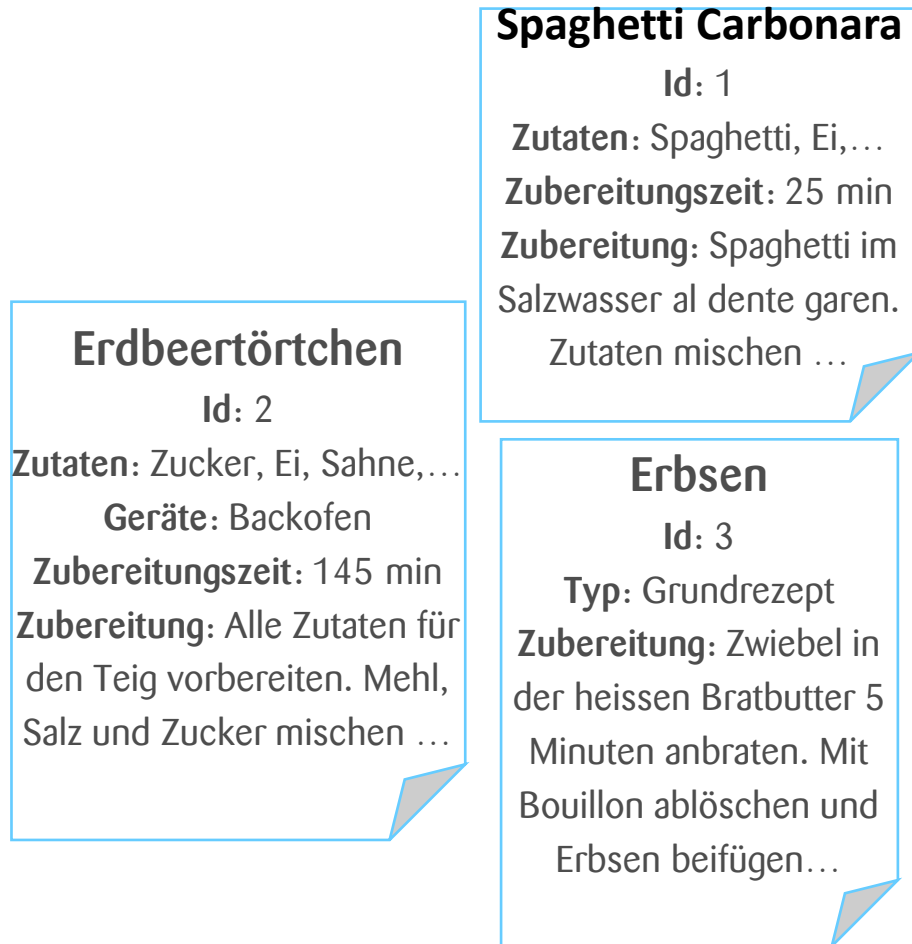 Spaghetti Carbonara
Id: 1
Zutaten: Spaghetti, Ei,…
Zubereitungszeit: 25 min
Zubereitung: Spaghetti im
Salzwasser al dente garen.
Zutaten mischen …
Erdbeertörtchen
Id: 2
Zutaten: Zucker, Ei, Sahne,…
Geräte: Backofen
Zubereitungszeit: 145 min
Zubereitung: Alle Zutaten für
den Teig vorbereiten. Mehl,
Salz und Zucker mischen …
Erbsen
Id: 3
Typ: Grundrezept
Zubereitung: Zwiebel in
der heissen Bratbutter 5
Minuten anbraten. Mit
Bouillon ablöschen und
Erbsen beifügen…